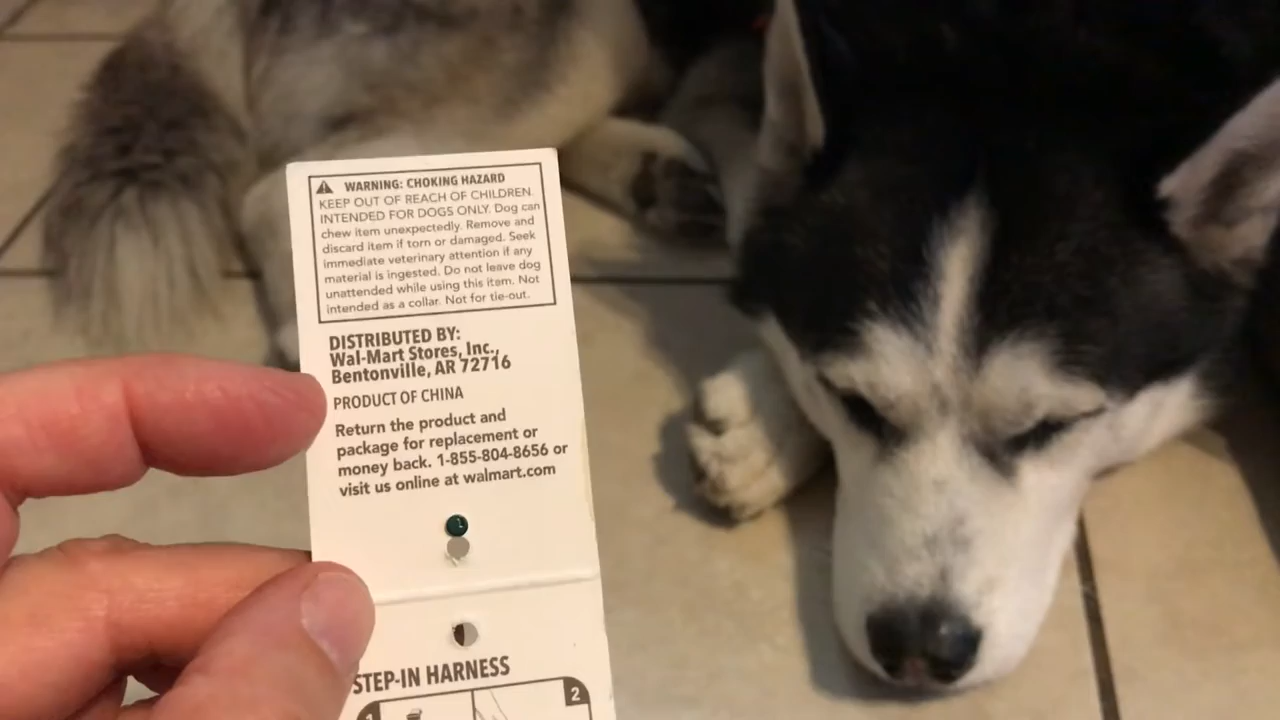 WARNING: CHOKING HAZARD
KEEP OUT OF REACH OF CHILDREN.
INTENDED FOR DOGS ONLY. Dog can
chew item unexpectedly. Remove and
discard item if torn or damaged. Seek
immediate veterinary attention if any
material is ingested. Do not leave dog
unattended while using this item. Not
intended as a collar. Not for tie-out.
DISTRIBUTED BY:
Wal-Mart Stores, Inc.,
Bentonville, AR 72716
PRODUCT OF CHINA
Return the product and
package for replacement or
money back. 1-855-804-8656 or
visit us online at walmart.com
STEP-IN HARNESS
1 2